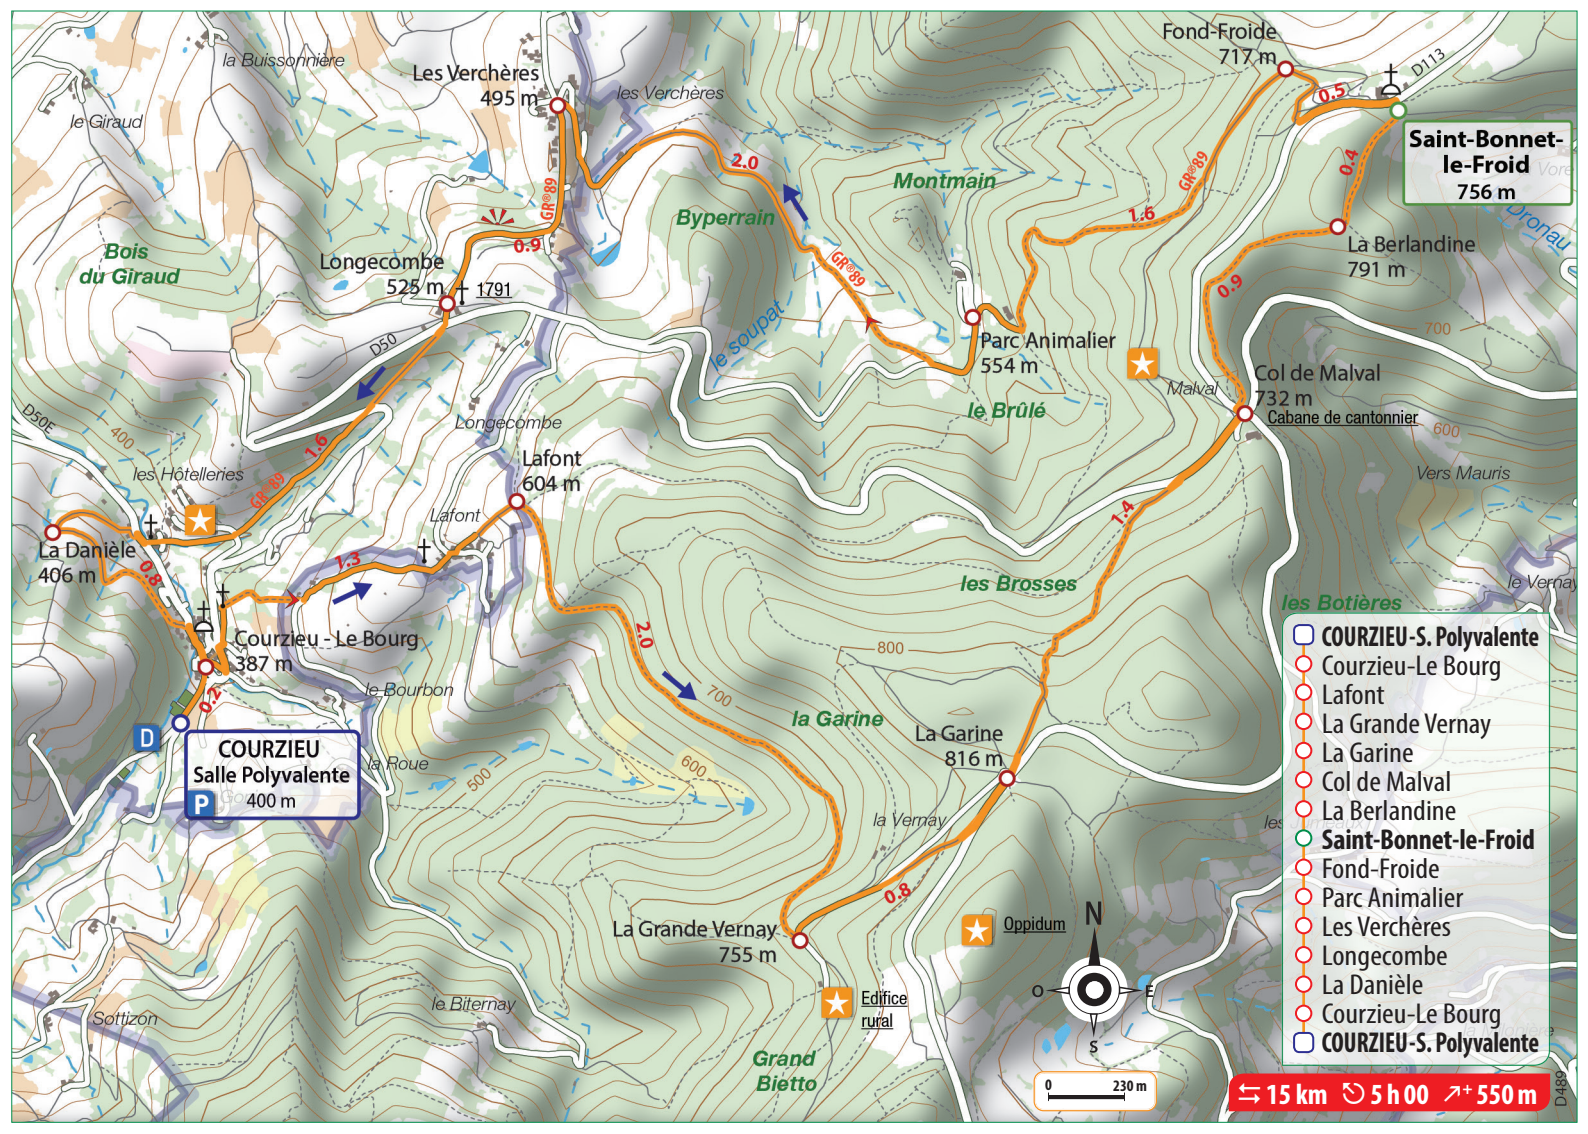 Fond-Froide
717 m
D113
0.5
Les Verchères
495 m
la Buissonnière
le Giraud
les Verchères
2.0
Saint-Bonnet-
le-Froid
756 m
0.4
Montmain
GR®89
1.6
Byperrain
GR®89
0.9
Dronau
La Berlandine
791 m
Bois
du Giraud
Longecombe
525 m
1791
GR®89
0.9
le soupat
Parc Animalier
554 m
700
D50
Malval
Col de Malval
732 m
Cabane de cantonnier
le Brûlé
600
D50E
400
Longecombe
1.6
Vers Mauris
les Hôtelleries
GR®89
Lafont
604 m
Lafont
1.4
La Danièle
406 m
0.8
1.3
les Brosses
le Vernay
les Botières
Courzieu - Le Bourg
387 m
2.0
800
0.2
le Bourbon
700
la Garine
La Garine
816 m
D
COURZIEU
Salle Polyvalente
P
400 m
la Roue
500
600
la Vernay
0.8
La Grande Vernay
755 m
Oppidum
N
O
E
S
Edifice
rural
le Biternay
Sottizon
Grand
Bietto
0 230 m
COURZIEU-S. Polyvalente
Courzieu-Le Bourg
Lafont
La Grande Vernay
La Garine
Col de Malval
La Berlandine
Saint-Bonnet-le-Froid
Fond-Froide
Parc Animalier
Les Verchères
Longecombe
La Danièle
Courzieu-Le Bourg
COURZIEU-S. Polyvalente
15 km 5 h 00 + 550 m
D489